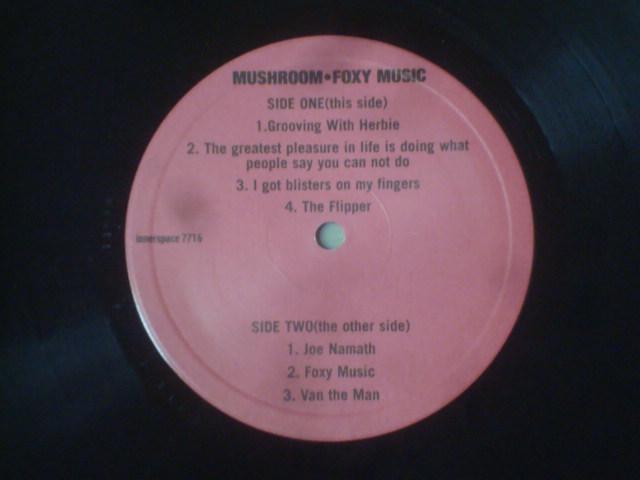 MUSHROOM•FOXY MUSIC
SIDE ONE(this side)
1.Grooving With Herbie
2. The greatest pleasure in life is doing what
people say you can not do
3. I got blisters on my fingers
4. The Flipper
innerspace 7716
SIDE TWO(the other side)
1. Joe Namath
2. Foxy Music
3. Van the Man